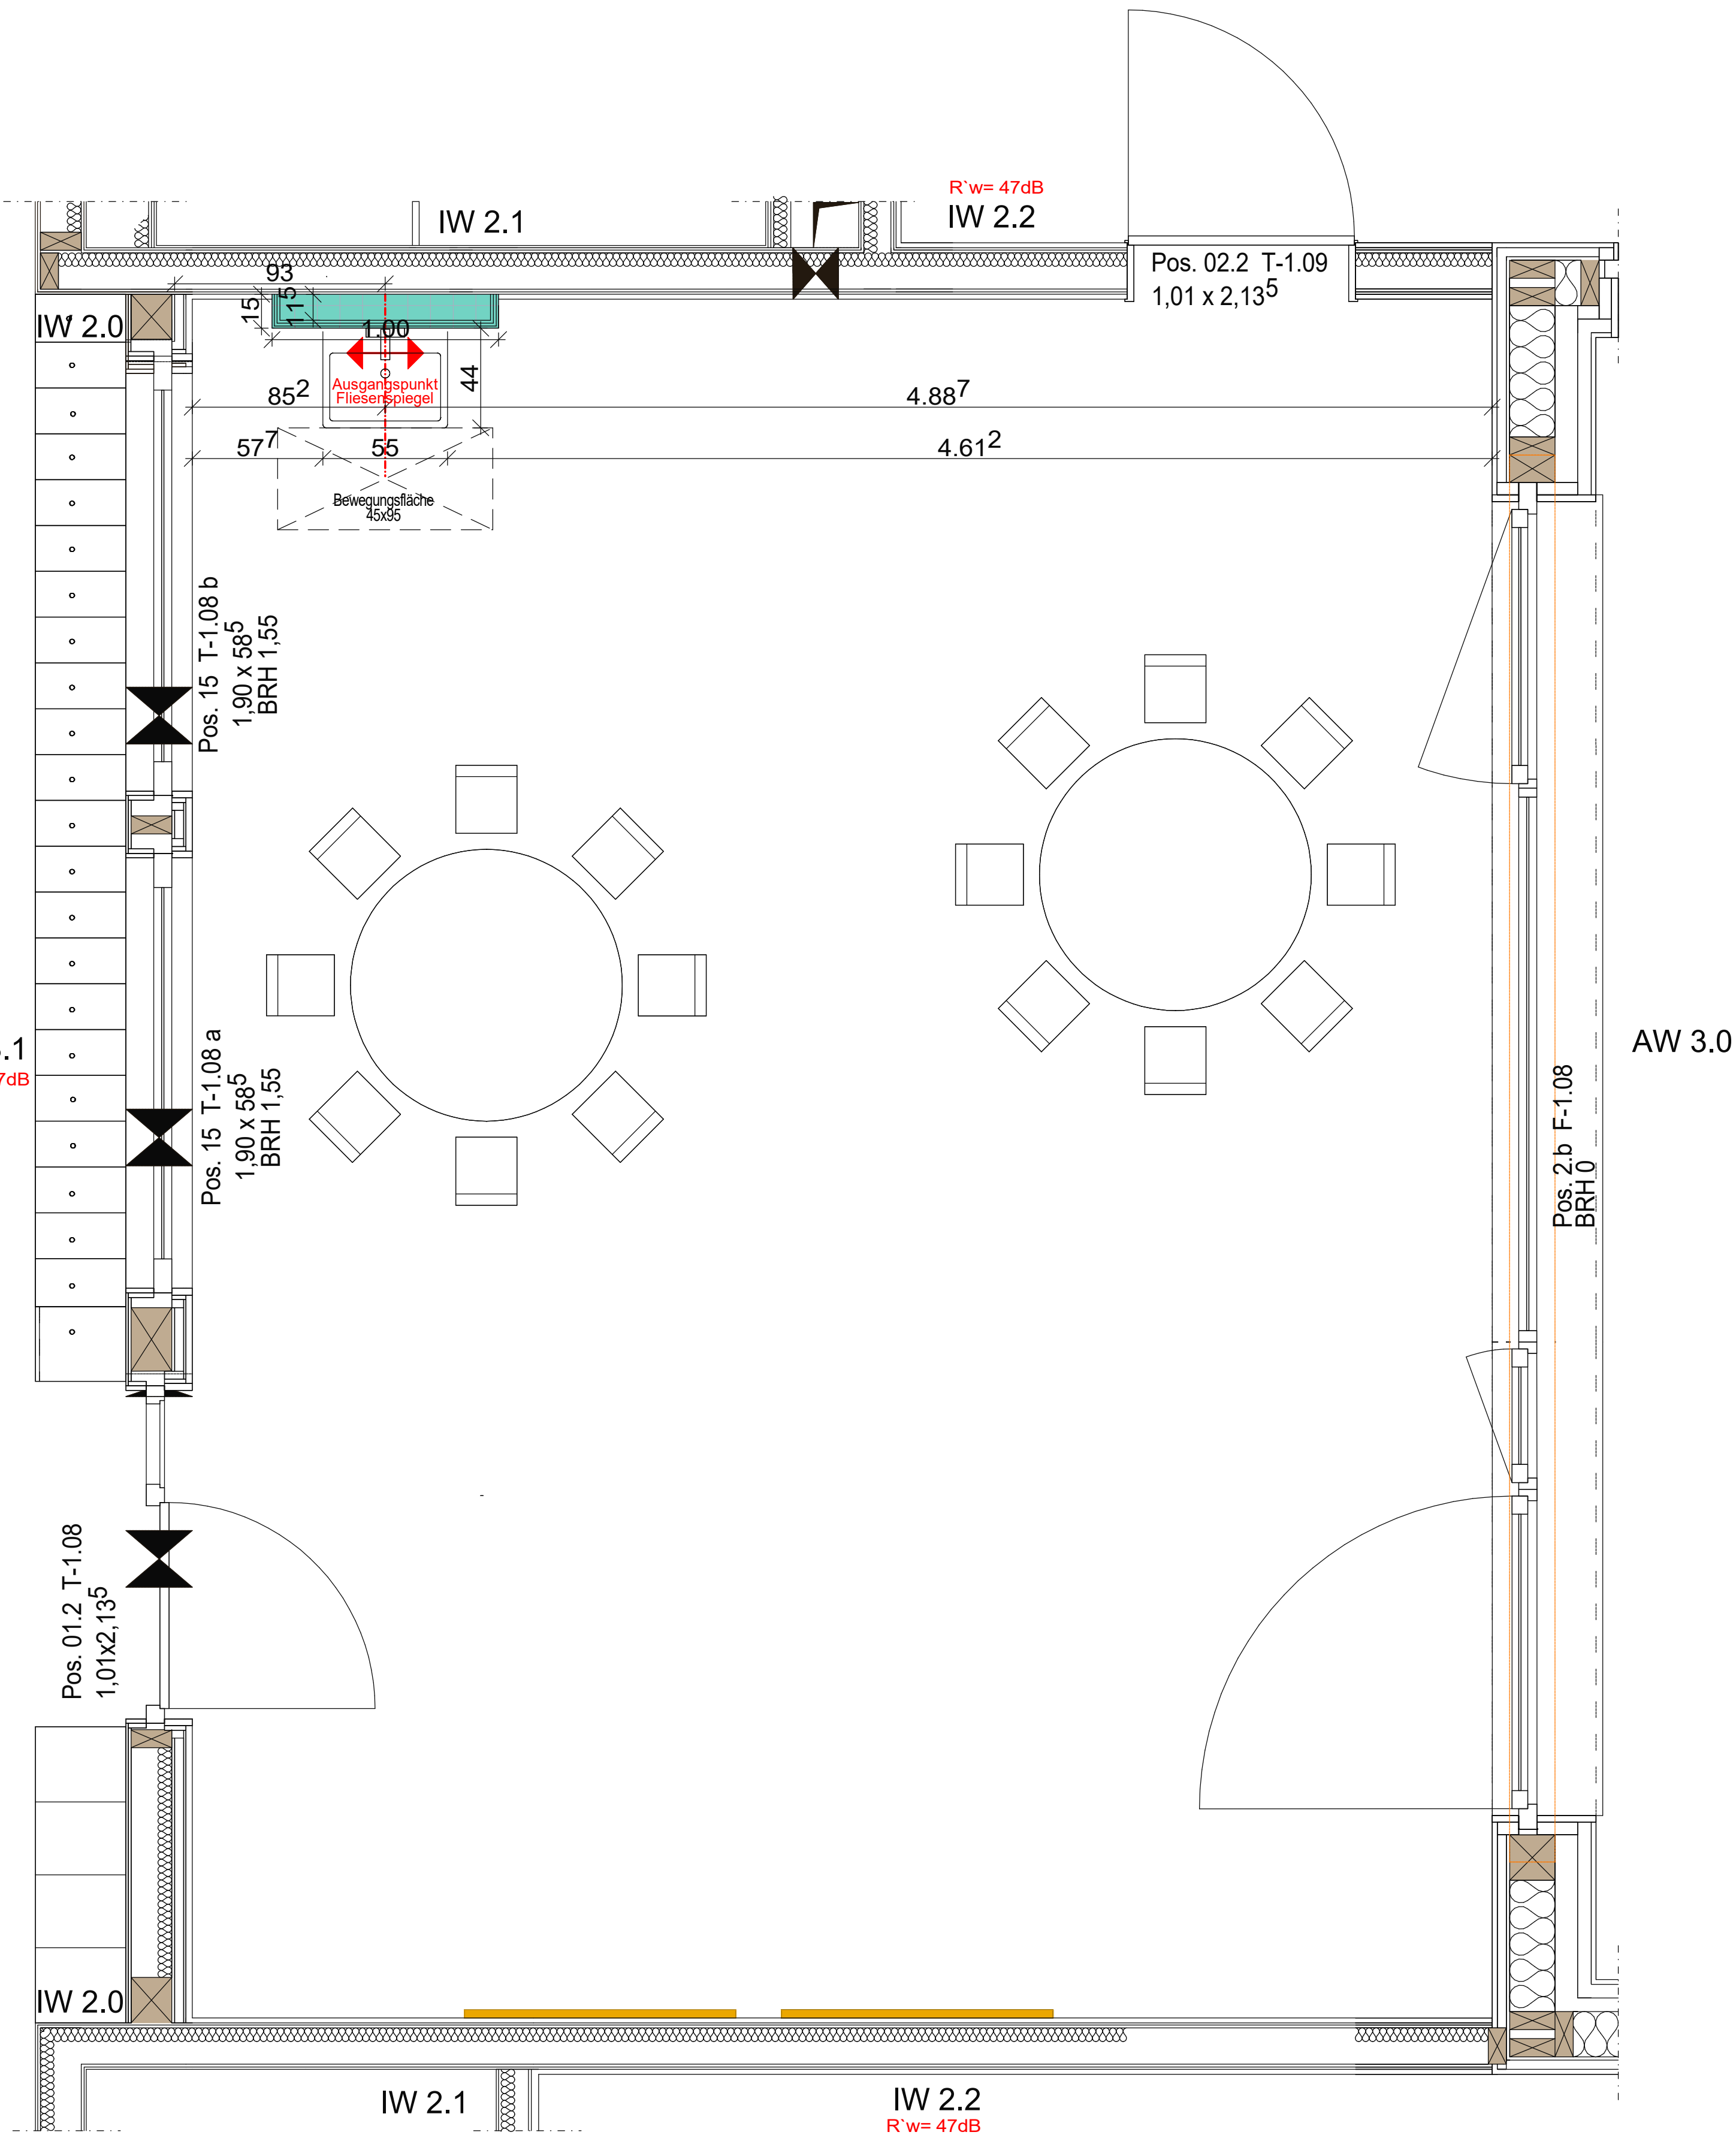 R`w= 47dB
IW 2.1
IW 2.2
Pos. 02.2 T-1.09
1,01 x 2,13⁵
93
15
11⁵
1.00
IW 2.0
44
Ausgangspunkt
Fliesenspiegel
85²
4.88⁷
57⁷
55
4.61²
Bewegungsfläche
45x95
Pos. 15 T-1.08 b
1,90 x 58⁵
BRH 1,55
Pos. 15 T-1.08 a
1,90 x 58⁵
BRH 1,55
.1
7dB
AW 3.0
Pos. 2.b F-1.08
BRH 0
Pos. 01.2 T-1.08
1,01x2,13⁵
IW 2.0
IW 2.1
IW 2.2
R`w= 47dB